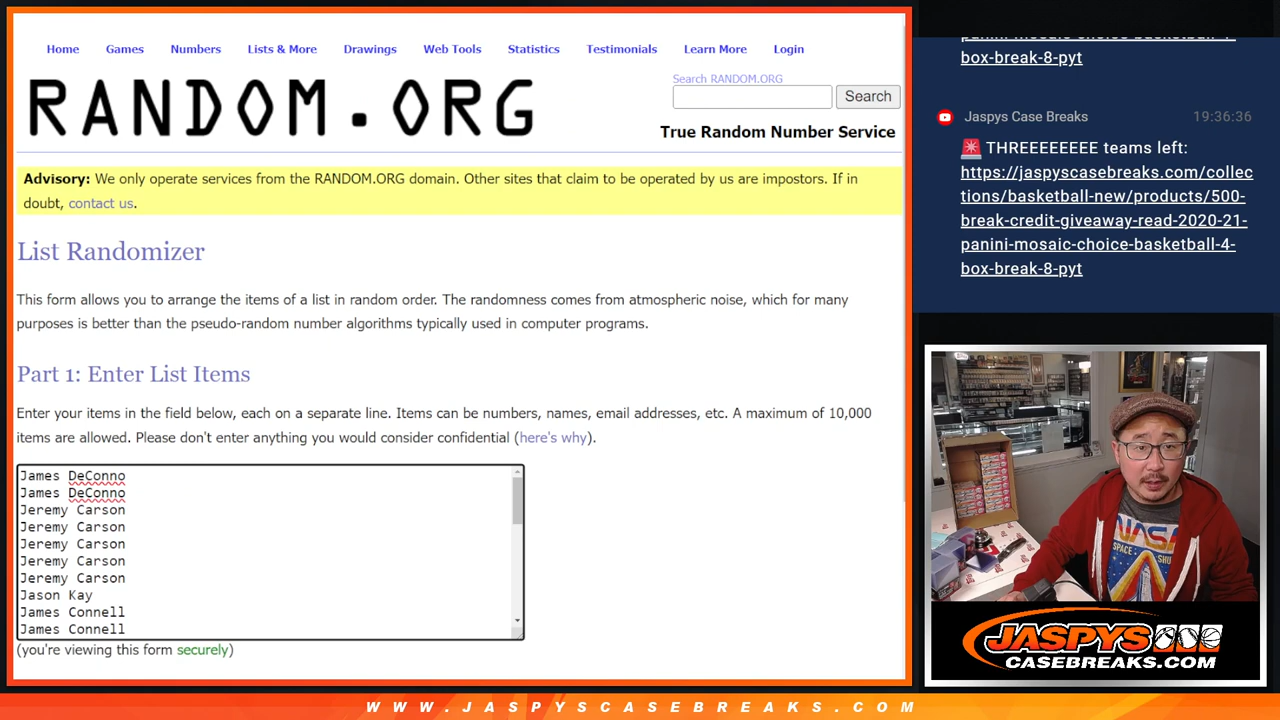 Home Games Numbers Lists & More Drawings Web Tools Statistics Testimonials Learn More Login
RANDOM.ORG
Search RANDOM.ORG
Search
True Random Number Service
Advisory: We only operate services from the RANDOM.ORG domain. Other sites that claim to be operated by us are impostors. If in
doubt, contact us.
List Randomizer
This form allows you to arrange the items of a list in random order. The randomness comes from atmospheric noise, which for many
purposes is better than the pseudo-random number algorithms typically used in computer programs.
Part 1: Enter List Items
Enter your items in the field below, each on a separate line. Items can be numbers, names, email addresses, etc. A maximum of 10,000
items are allowed. Please don't enter anything you would consider confidential (here's why).
James DeConno
James DeConno
Jeremy Carson
Jeremy Carson
Jeremy Carson
Jeremy Carson
Jeremy Carson
Jason Kay
James Connell
James Connell
(you're viewing this form securely)
panini-mosaic-choice-basketball-4-
box-break-8-pyt
Jaspys Case Breaks 19:36:36
🚨 THREEEEEEEE teams left:
https://jaspyscasebreaks.com/collec
tions/basketball-new/products/500-
break-credit-giveaway-read-2020-21-
panini-mosaic-choice-basketball-4-
box-break-8-pyt
NASA
SPACE SHU
JASPYS
CASEBREAKS.COM
WWW.JASPYSCASEBREAKS.COM